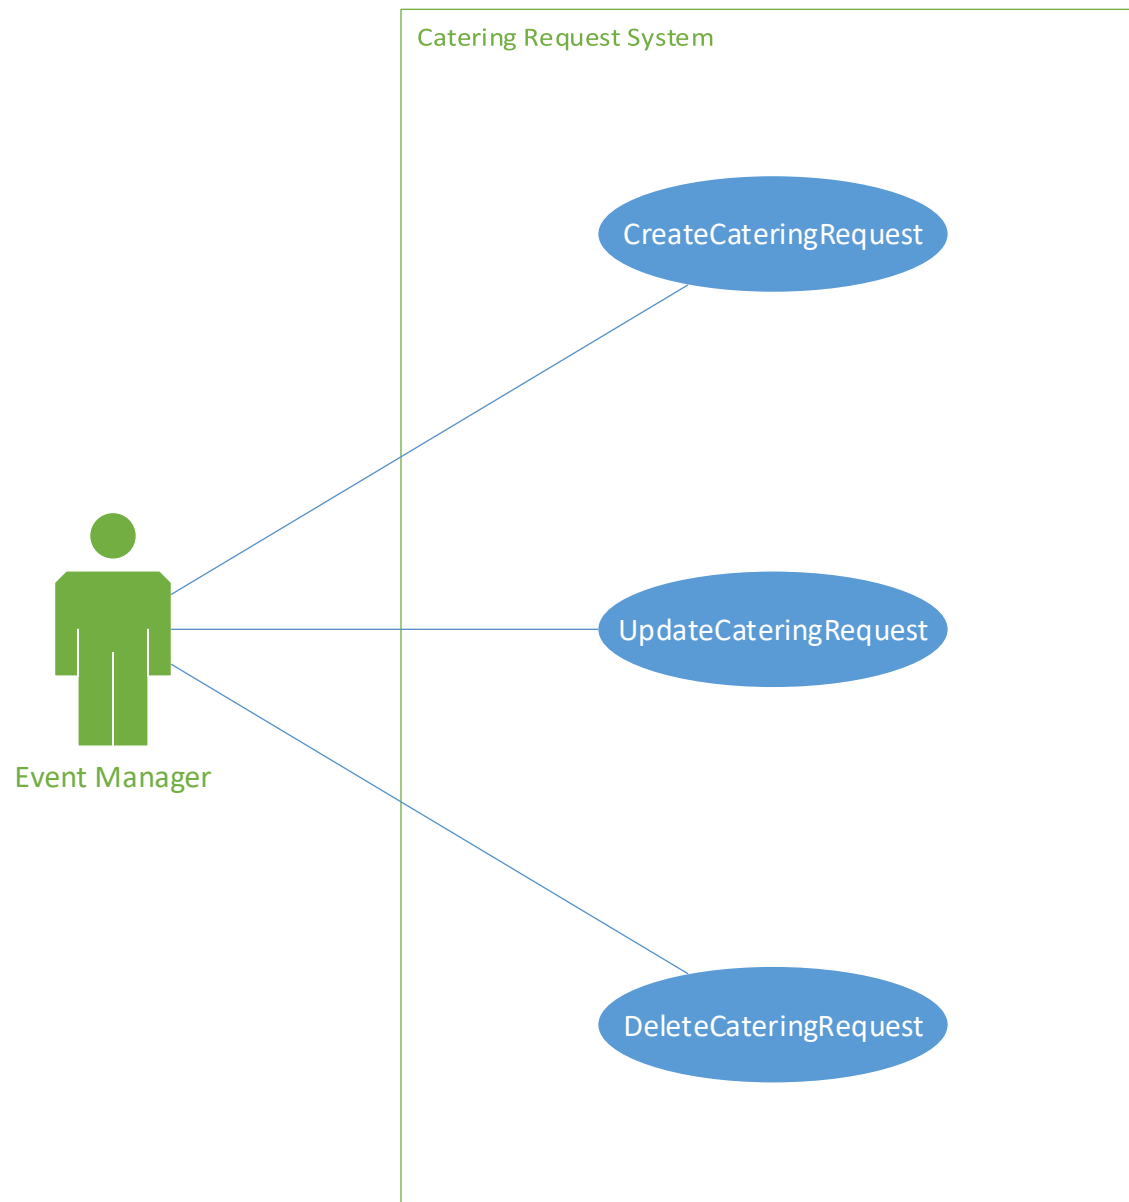 Catering Request System
CreateCateringRequest
UpdateCateringRequest
Event Manager
DeleteCateringRequest